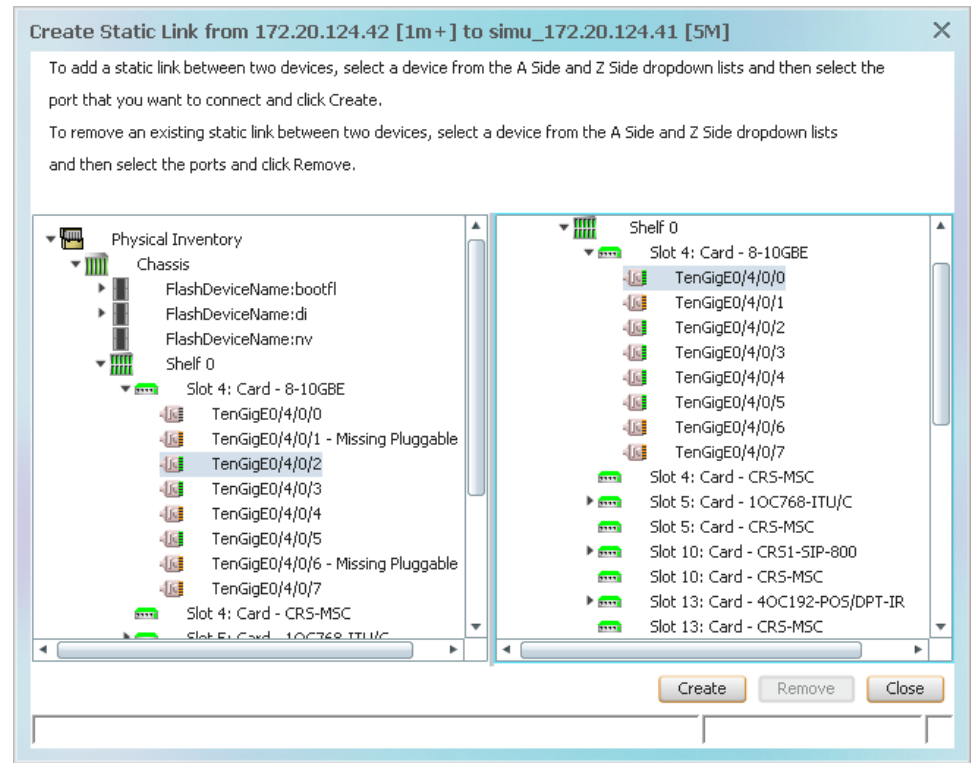 Create Static Link from 172.20.124.42 [1m+] to simu_172.20.124.41 [5M]
To add a static link between two devices, select a device from the A Side and Z Side dropdown lists and then select the
port that you want to connect and click Create.
To remove an existing static link between two devices, select a device from the A Side and Z Side dropdown lists
and then select the ports and click Remove.
Physical Inventory
Chassis
FlashDeviceName:bootfl
FlashDeviceName:di
FlashDeviceName:nv
Shelf 0
Slot 4: Card - 8-10GBE
TenGigE0/4/0/0
TenGigE0/4/0/1 - Missing Pluggable
TenGigE0/4/0/2
TenGigE0/4/0/3
TenGigE0/4/0/4
TenGigE0/4/0/5
TenGigE0/4/0/6 - Missing Pluggable
TenGigE0/4/0/7
Slot 4: Card - CRS-MSC
Slot 5: Card - 1OC768-ITU/C
Shelf 0
Slot 4: Card - 8-10GBE
TenGigE0/4/0/0
TenGigE0/4/0/1
TenGigE0/4/0/2
TenGigE0/4/0/3
TenGigE0/4/0/4
TenGigE0/4/0/5
TenGigE0/4/0/6
TenGigE0/4/0/7
Slot 4: Card - CRS-MSC
Slot 5: Card - 1OC768-ITU/C
Slot 5: Card - CRS-MSC
Slot 10: Card - CRS1-SIP-800
Slot 10: Card - CRS-MSC
Slot 13: Card - 4OC192-POS/DPT-IR
Slot 13: Card - CRS-MSC
Create Remove Close